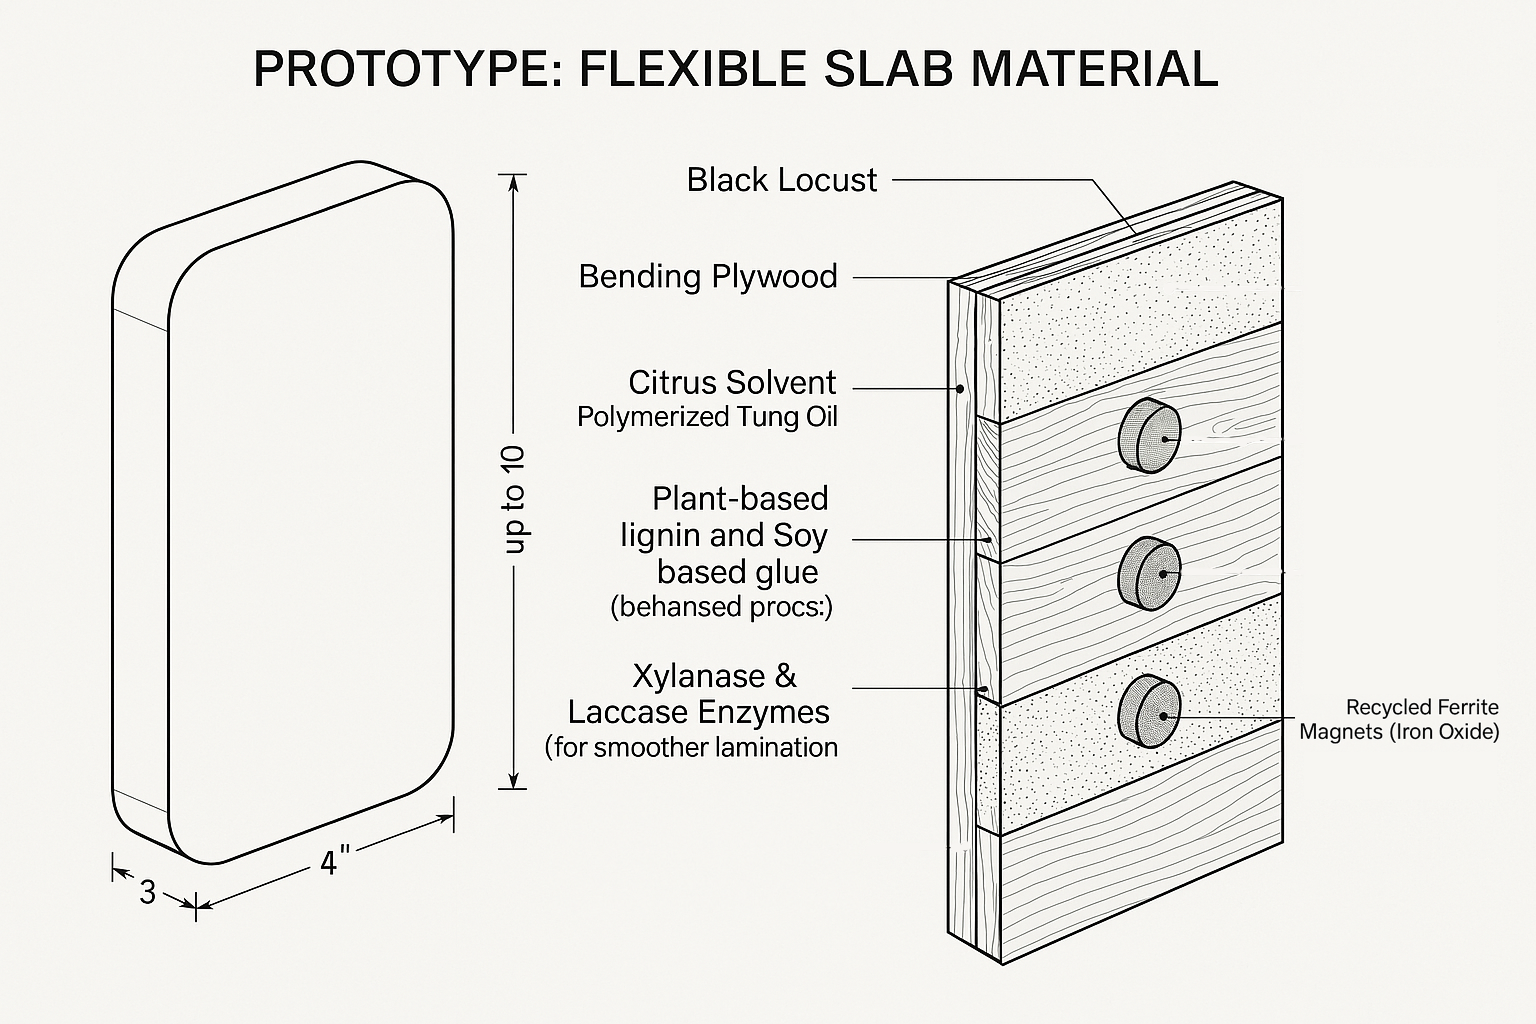 PROTOTYPE: FLEXIBLE SLAB MATERIAL
Black Locust
Bending Plywood
Citrus Solvent
Polymerized Tung Oil
up to 10
Plant-based
lignin and Soy
based glue
(behansed procs:)
Xylanase &
Laccase Enzymes
(for smoother lamination
Recycled Ferrite
Magnets (Iron Oxide)
4"
3